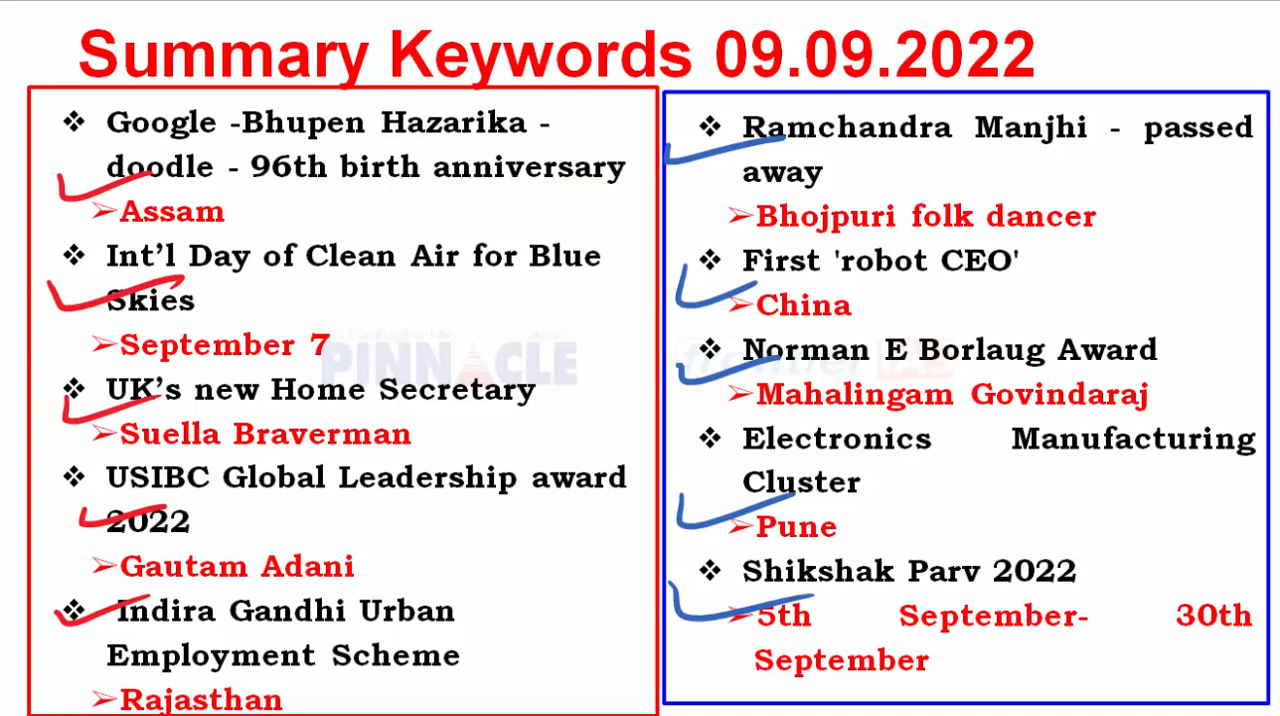 Summary Keywords 09.09.2022
❖ Google -Bhupen Hazarika -
doodle - 96th birth anniversary
➢Assam
❖ Int’l Day of Clean Air for Blue
Skies
➢September 7
❖ UK’s new Home Secretary
➢Suella Braverman
❖ USIBC Global Leadership award
2022
➢Gautam Adani
❖ Indira Gandhi Urban
Employment Scheme
➢Rajasthan
❖ Ramchandra Manjhi - passed
away
➢Bhojpuri folk dancer
❖ First 'robot CEO'
➢China
❖ Norman E Borlaug Award
➢Mahalingam Govindaraj
❖ Electronics Manufacturing
Cluster
➢Pune
❖ Shikshak Parv 2022
➢5th September- 30th
September
PINNACLE